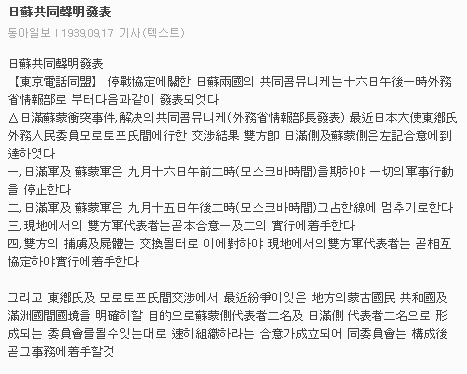 日蘇共同聲明發表
동아일보 | 1939.09.17 기사(텍스트)
日蘇共同聲明發表
【東京電話同盟】 停戰協定에關한 日蘇兩國의 共同콤뮤니케는十六日午後一時外務
省情報部로 부터다음과같이 發表되엇다
△日滿蘇蒙衝突事件,解決의共同콤뮤니케(外務省情報部長發表) 最近日本大使東鄕氏
外務人民委員모로토프氏間에行한 交涉結果 雙方卽 日滿側及蘇蒙側은左記合意에到
達하엿다
一,日滿軍及 蘇蒙軍은 九月十六日午前二時(모스크바時間)을期하야 一切의軍事行動
을 停止한다
二,日滿軍及 蘇蒙軍은 九月十五日午後二時(모스크바時間)그占한線에 멈추기로한다
三,現地에서의 雙方軍代表者는곧本合意一及二의 實行에着手한다
四,雙方의 捕虜及屍體는 交換될터로 이에對하야 現地에서의雙方軍代表者는 곧相互
協定하야實行에着手한다
그리고 東鄕氏及 모로토프氏間交涉에서 最近紛爭이잇은 地方의蒙古國民 共和國及
滿洲國間國境을 明確히할 目的으로蘇蒙側代表者二名及 日滿側 代表者二名으로 形
成되는 委員會를될수잇는대로 速히組織하라는 合意가成立되어 同委員會는 構成後
곧그事務에着手할것